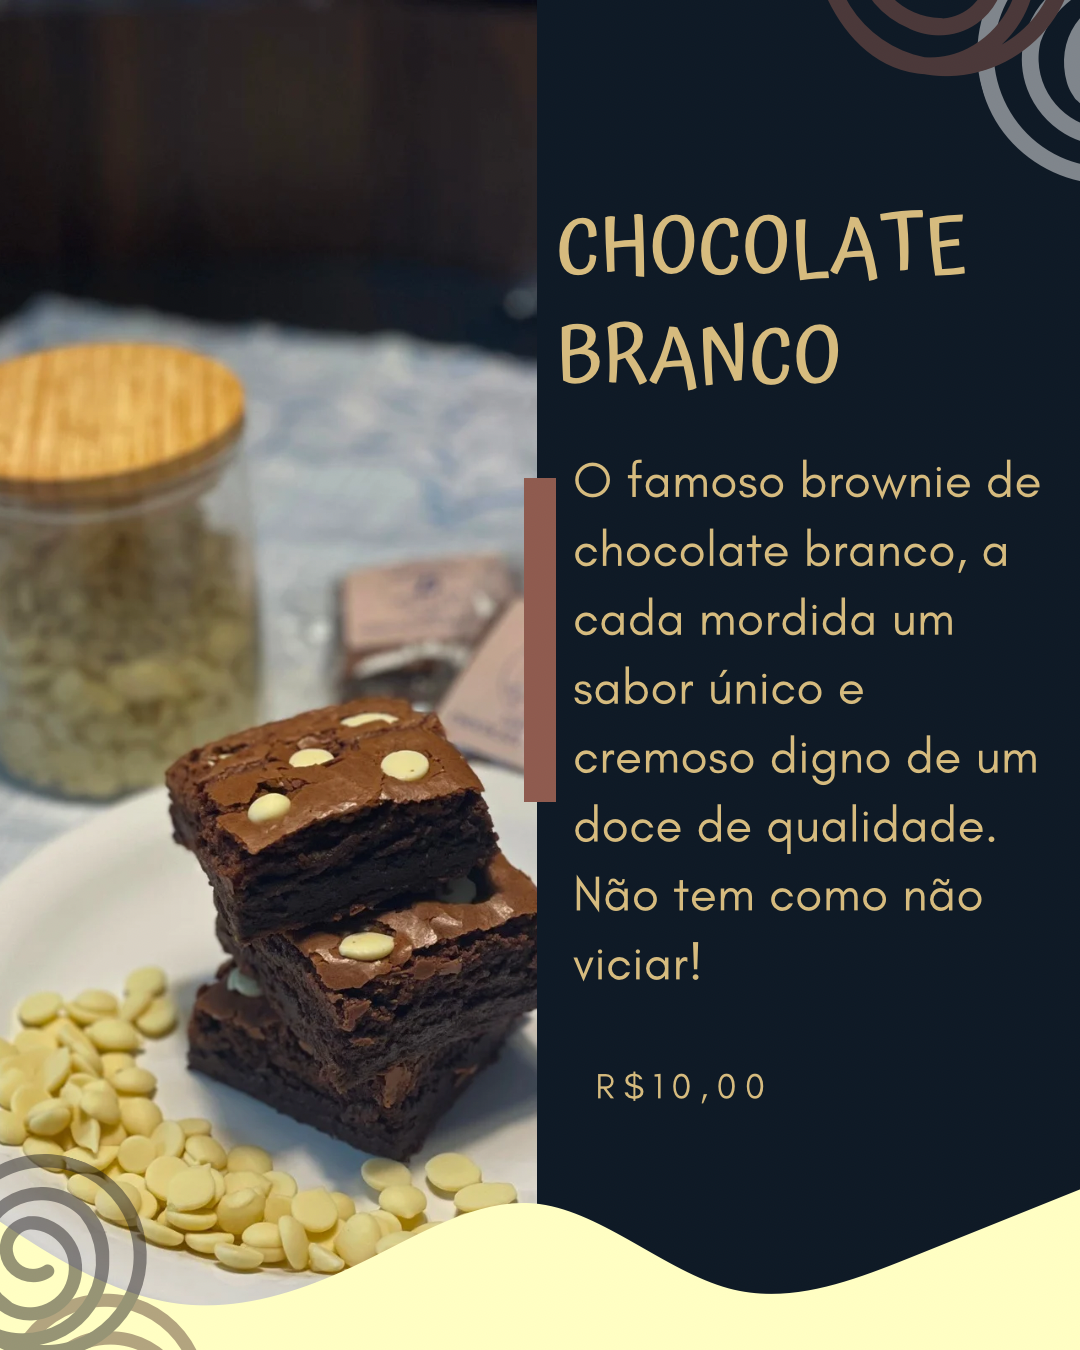 CHOCOLATE
BRANCO
O famoso brownie de
chocolate branco, a
cada mordida um
sabor único e
cremoso digno de um
doce de qualidade.
Não tem como não
viciar!
R$10,00